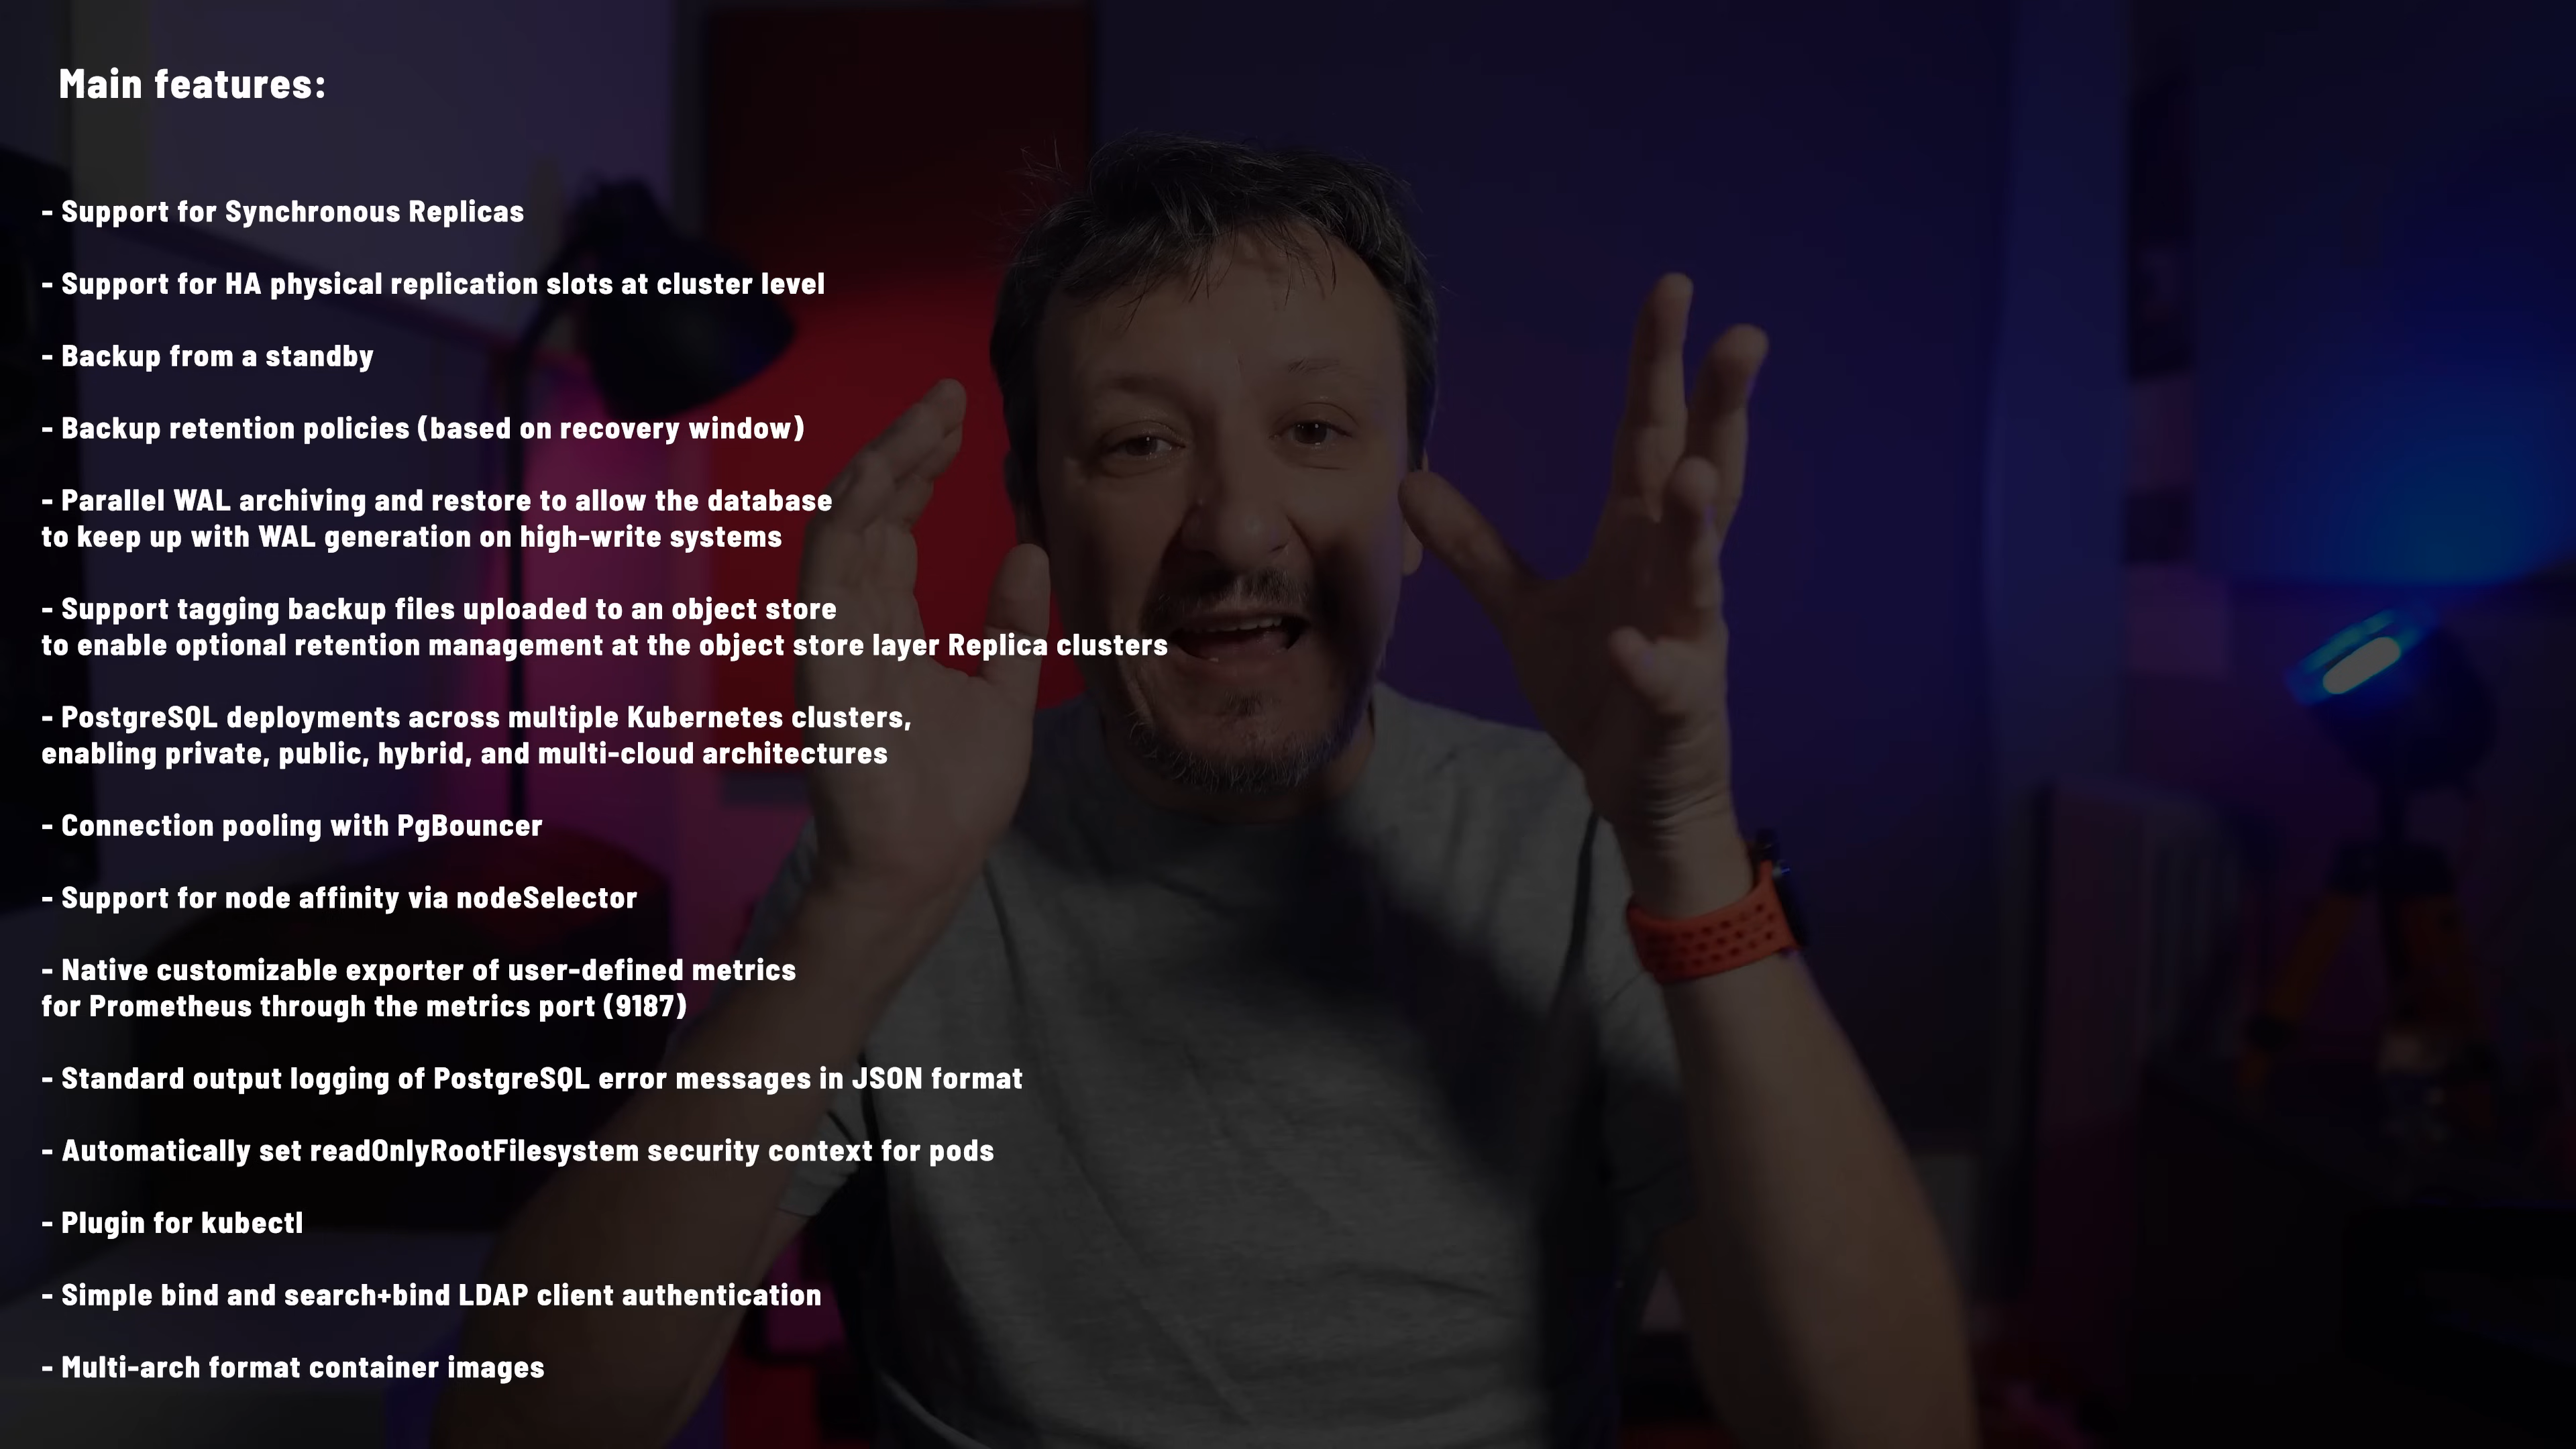 Main features:
- Support for Synchronous Replicas
- Support for HA physical replication slots at cluster level
- Backup from a standby
- Backup retention policies (based on recovery window)
- Parallel WAL archiving and restore to allow the database
to keep up with WAL generation on high-write systems
- Support tagging backup files uploaded to an object store
to enable optional retention management at the object store layer Replica clusters
- PostgreSQL deployments across multiple Kubernetes clusters,
enabling private, public, hybrid, and multi-cloud architectures
- Connection pooling with PgBouncer
- Support for node affinity via nodeSelector
- Native customizable exporter of user-defined metrics
for Prometheus through the metrics port (9187)
- Standard output logging of PostgreSQL error messages in JSON format
- Automatically set readOnlyRootFilesystem security context for pods
- Plugin for kubectl
- Simple bind and search+bind LDAP client authentication
- Multi-arch format container images